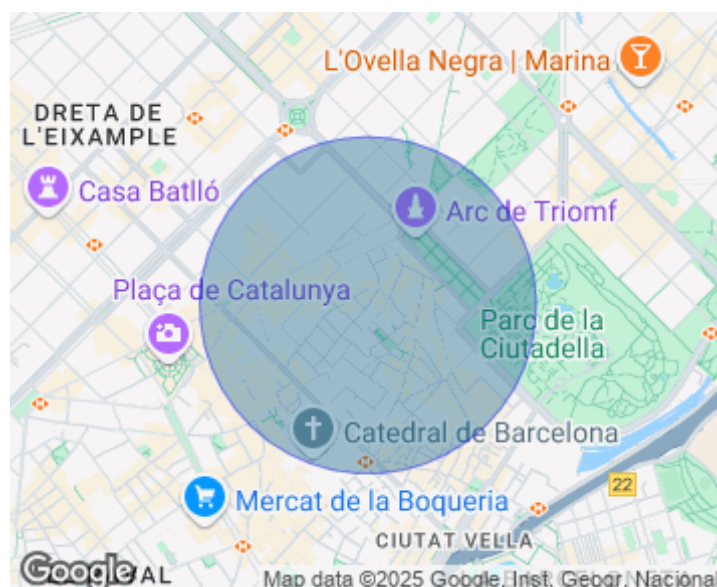 L'Ovella Negra | Marina
DRETA DE
L'EIXAMPLE
Casa Batlló
Arc de Triomf
Plaça de Catalunya
Parc de la
Ciutadella
Catedral de Barcelona
22
Mercat de la Boqueria
CIUTAT VELLA
Google
Map data ©2025 Google, Inst. Geogr. Nacional